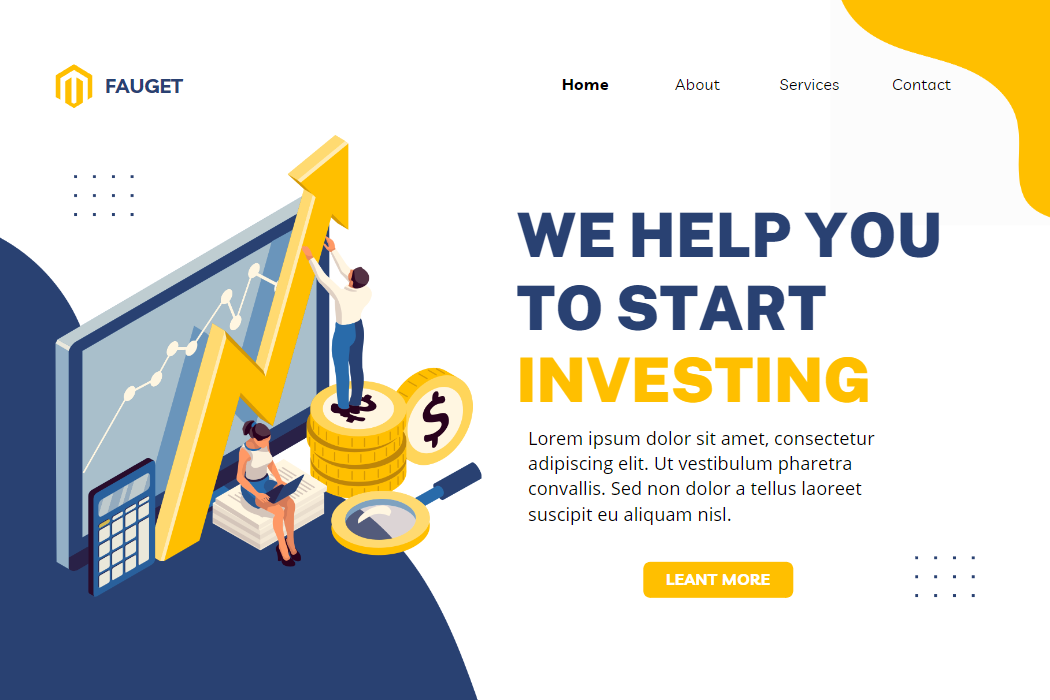 FAUGET
Home About Services Contact
WE HELP YOU
TO START
INVESTING
Lorem ipsum dolor sit amet, consectetur
adipiscing elit. Ut vestibulum pharetra
convallis. Sed non dolor a tellus laoreet
suscipit eu aliquam nisl.
LEANT MORE
$
$